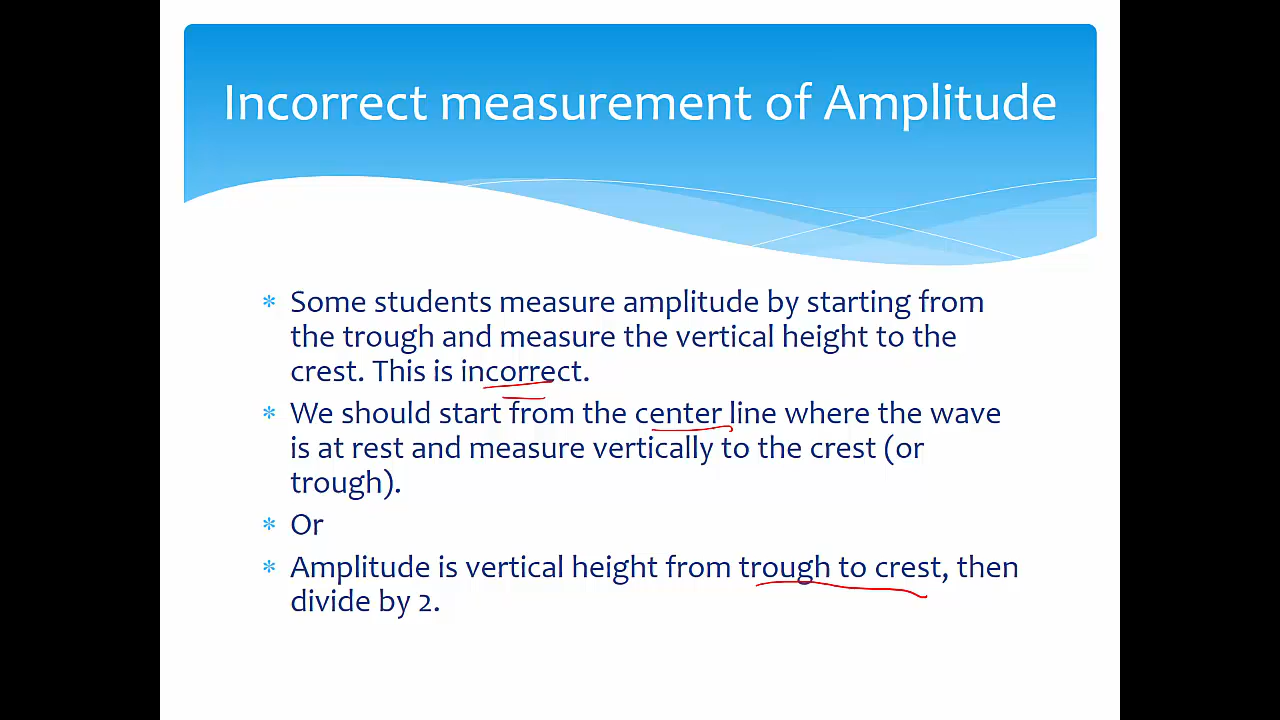 Incorrect measurement of Amplitude
* Some students measure amplitude by starting from
the trough and measure the vertical height to the
crest. This is incorrect.
* We should start from the center line where the wave
is at rest and measure vertically to the crest (or
trough).
* Or
* Amplitude is vertical height from trough to crest, then
divide by 2.